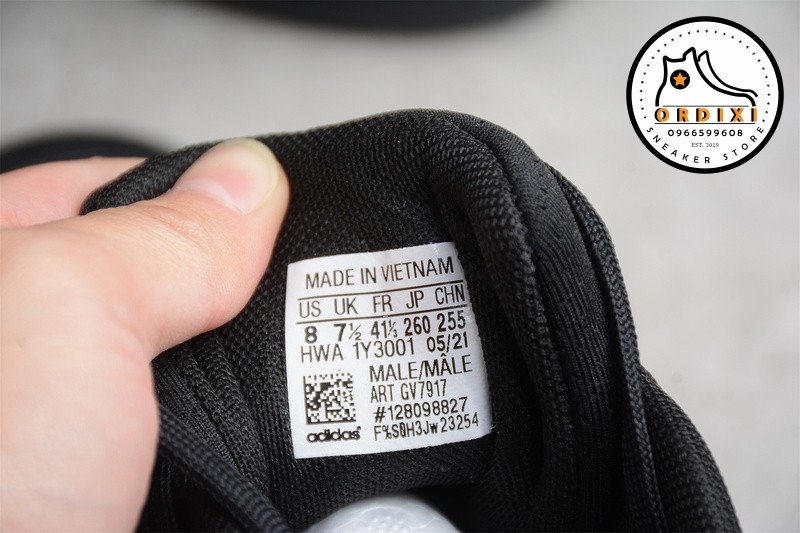 ORDIXI
0966599608
EST. 2019
SNEAKER STORE
MADE IN VIETNAM
US UK FR JP CHN
8 7½ 41⅓ 260 255
HWA 1Y3001 05/21
MALE/MÂLE
ART GV7917
#128098827
adidas
F%SQH3Jw23254